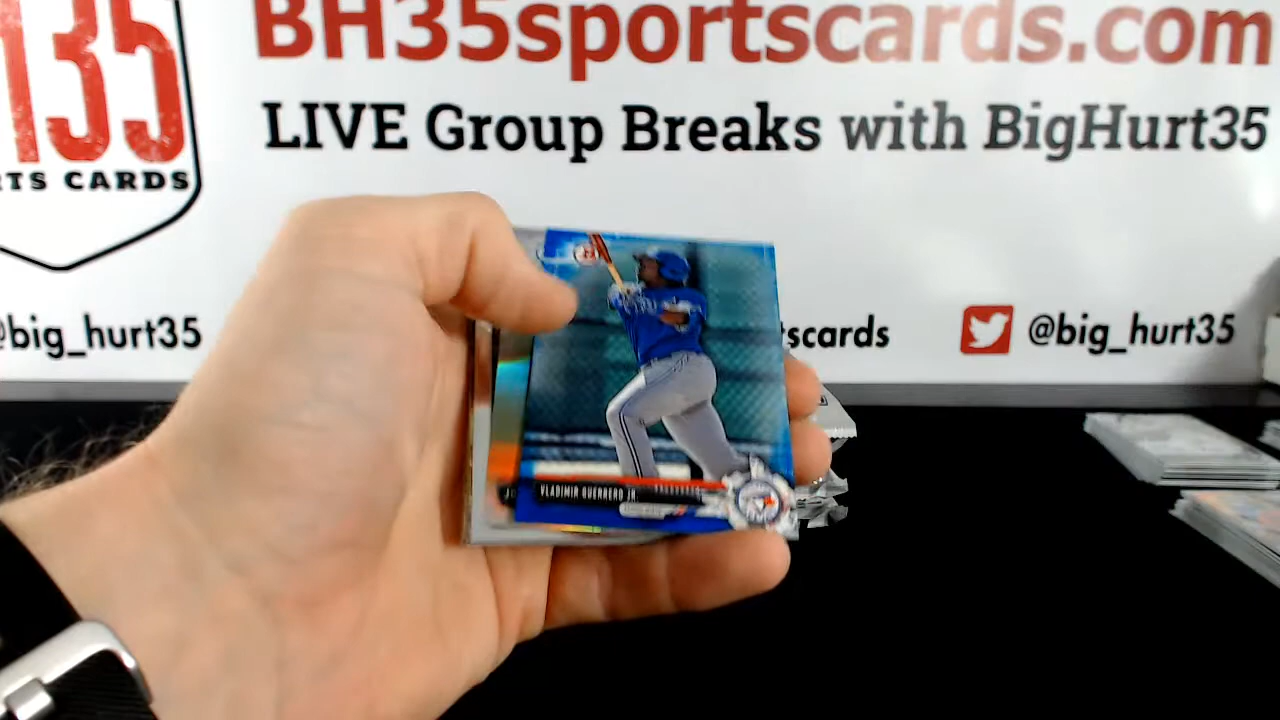 BH35sportscards.com
135
LIVE Group Breaks with BigHurt35
TS CARDS
@big_hurt35
scards
@big_hurt35
VLADIMIR GUERRERO JR.